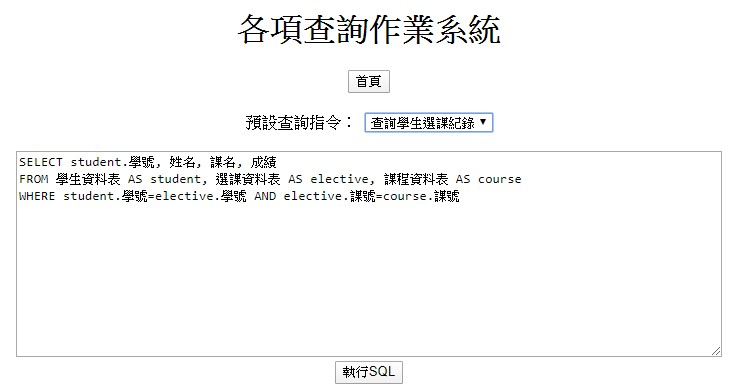 各項查詢作業系統
首頁
預設查詢指令： 查詢學生選課紀錄
SELECT student.學號, 姓名, 課名, 成績
FROM 學生資料表 AS student, 選課資料表 AS elective, 課程資料表 AS course
WHERE student.學號=elective.學號 AND elective.課號=course.課號
執行SQL